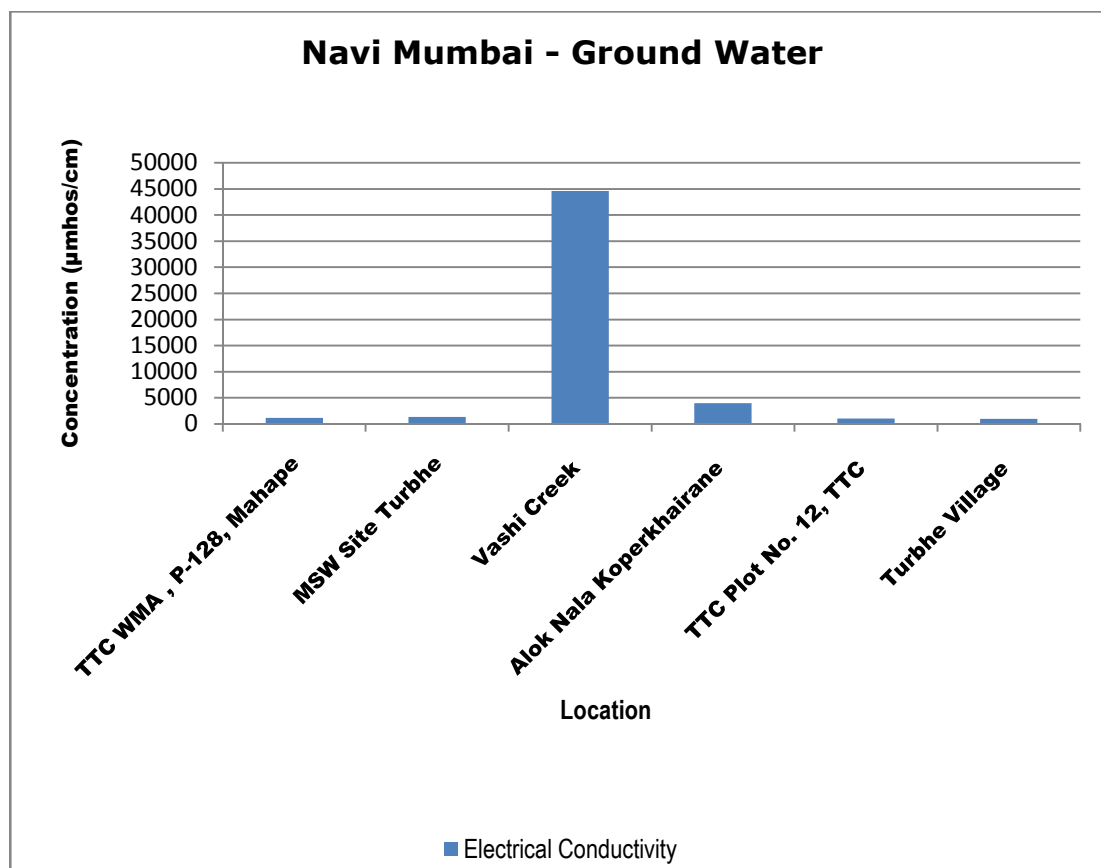 Navi Mumbai - Ground Water
Concentration (µmhos/cm)
50000
45000
40000
35000
30000
25000
20000
15000
10000
5000
0
TTC WMA , P-128, Mahape
MSW Site Turbhe
Vashi Creek
Alok Nala Koperkhairane
TTC Plot No. 12, TTC
Turbhe Village
Location
Electrical Conductivity